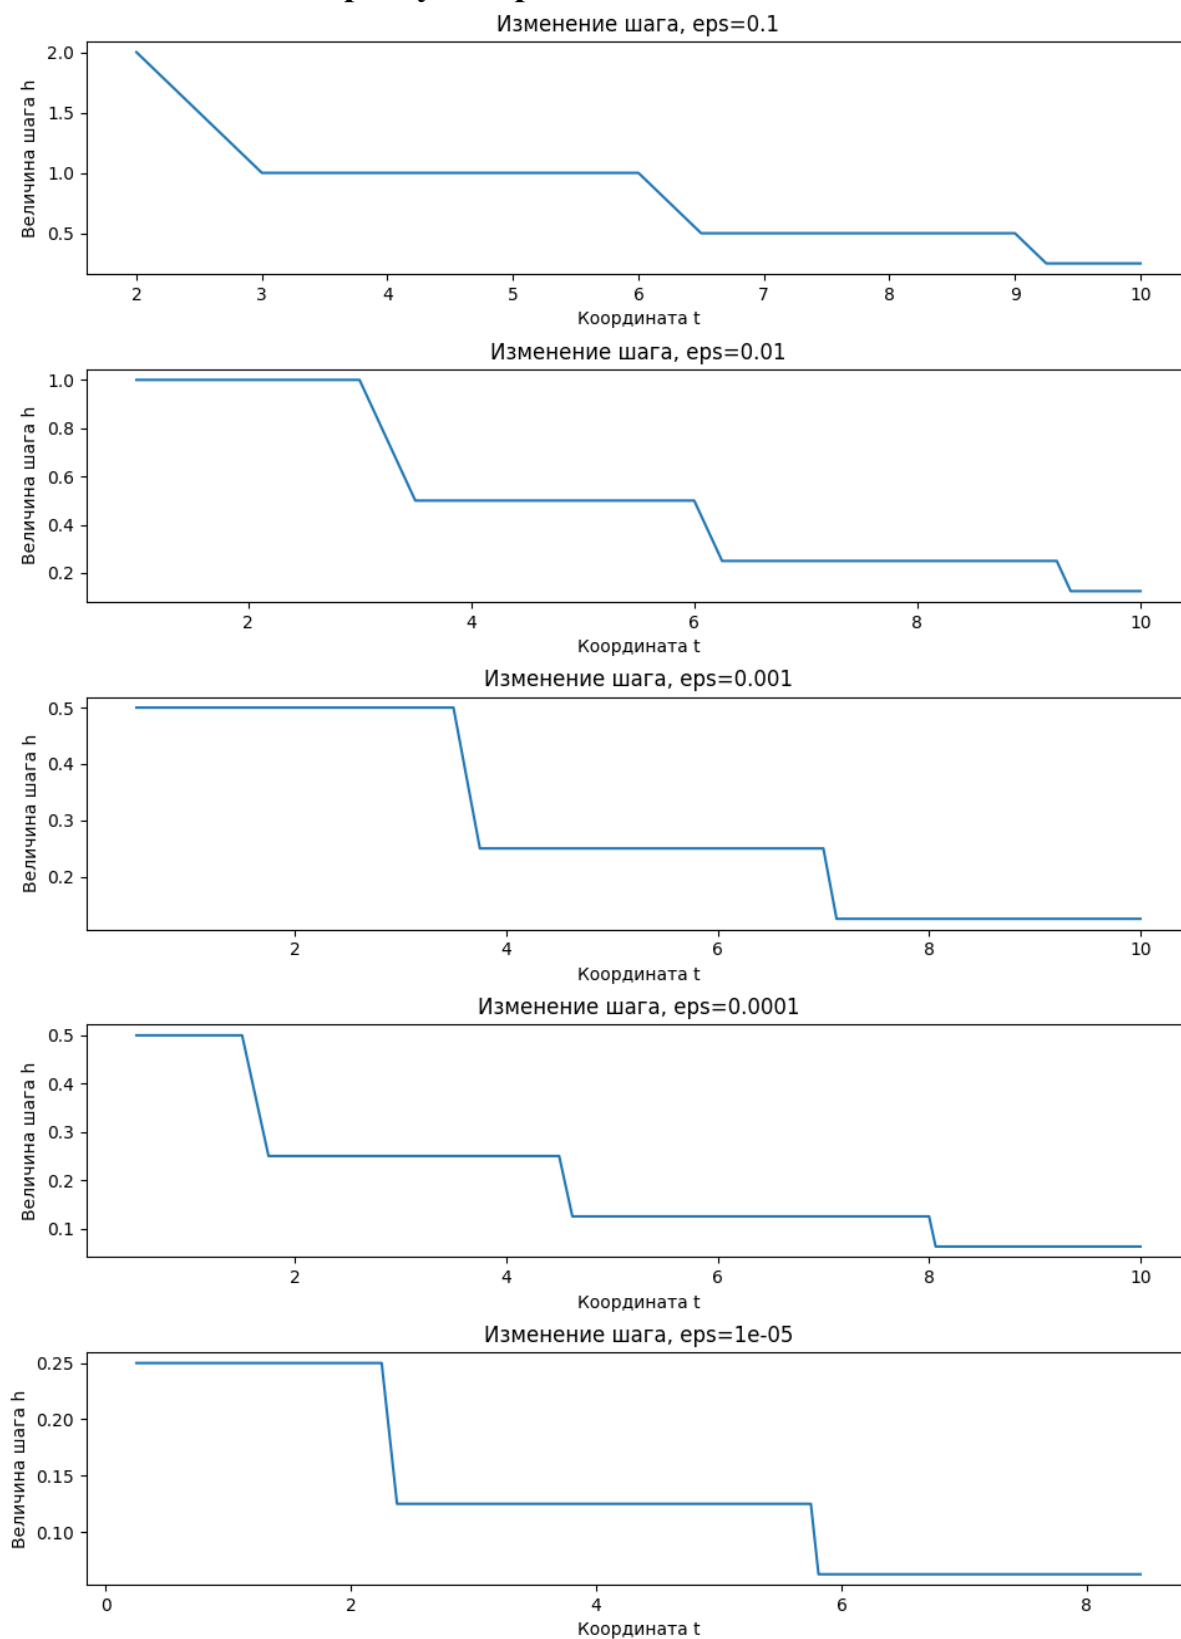 Изменение шага, eps=0.1
Величина шага h
2.0
1.5
1.0
0.5
2 3 4 5 6 7 8 9 10
Координата t
Изменение шага, eps=0.01
Величина шага h
1.0
0.8
0.6
0.4
0.2
2 4 6 8 10
Координата t
Изменение шага, eps=0.001
Величина шага h
0.5
0.4
0.3
0.2
2 4 6 8 10
Координата t
Изменение шага, eps=0.0001
Величина шага h
0.5
0.4
0.3
0.2
0.1
2 4 6 8 10
Координата t
Изменение шага, eps=1e-05
Величина шага h
0.25
0.20
0.15
0.10
0 2 4 6 8
Координата t